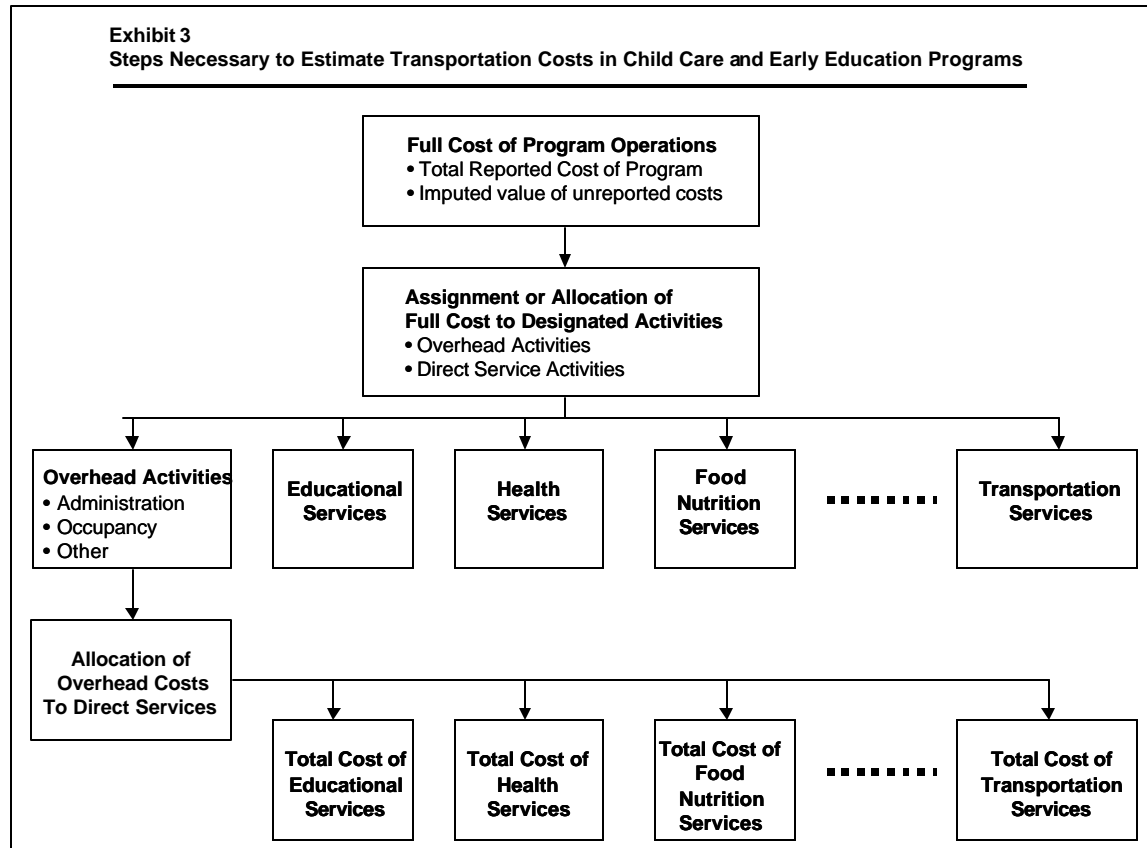 Exhibit 3
Steps Necessary to Estimate Transportation Costs in Child Care and Early Education Programs
Full Cost of Program Operations
• Total Reported Cost of Program
• Imputed value of unreported costs
Assignment or Allocation of
Full Cost to Designated Activities
• Overhead Activities
• Direct Service Activities
Overhead Activities
• Administration
• Occupancy
• Other
Educational
Services
Health
Services
Food
Nutrition
Services
Transportation
Services
Allocation of
Overhead Costs
To Direct Services
Total Cost of
Educational
Services
Total Cost of
Health
Services
Total Cost of
Food
Nutrition
Services
Total Cost of
Transportation
Services